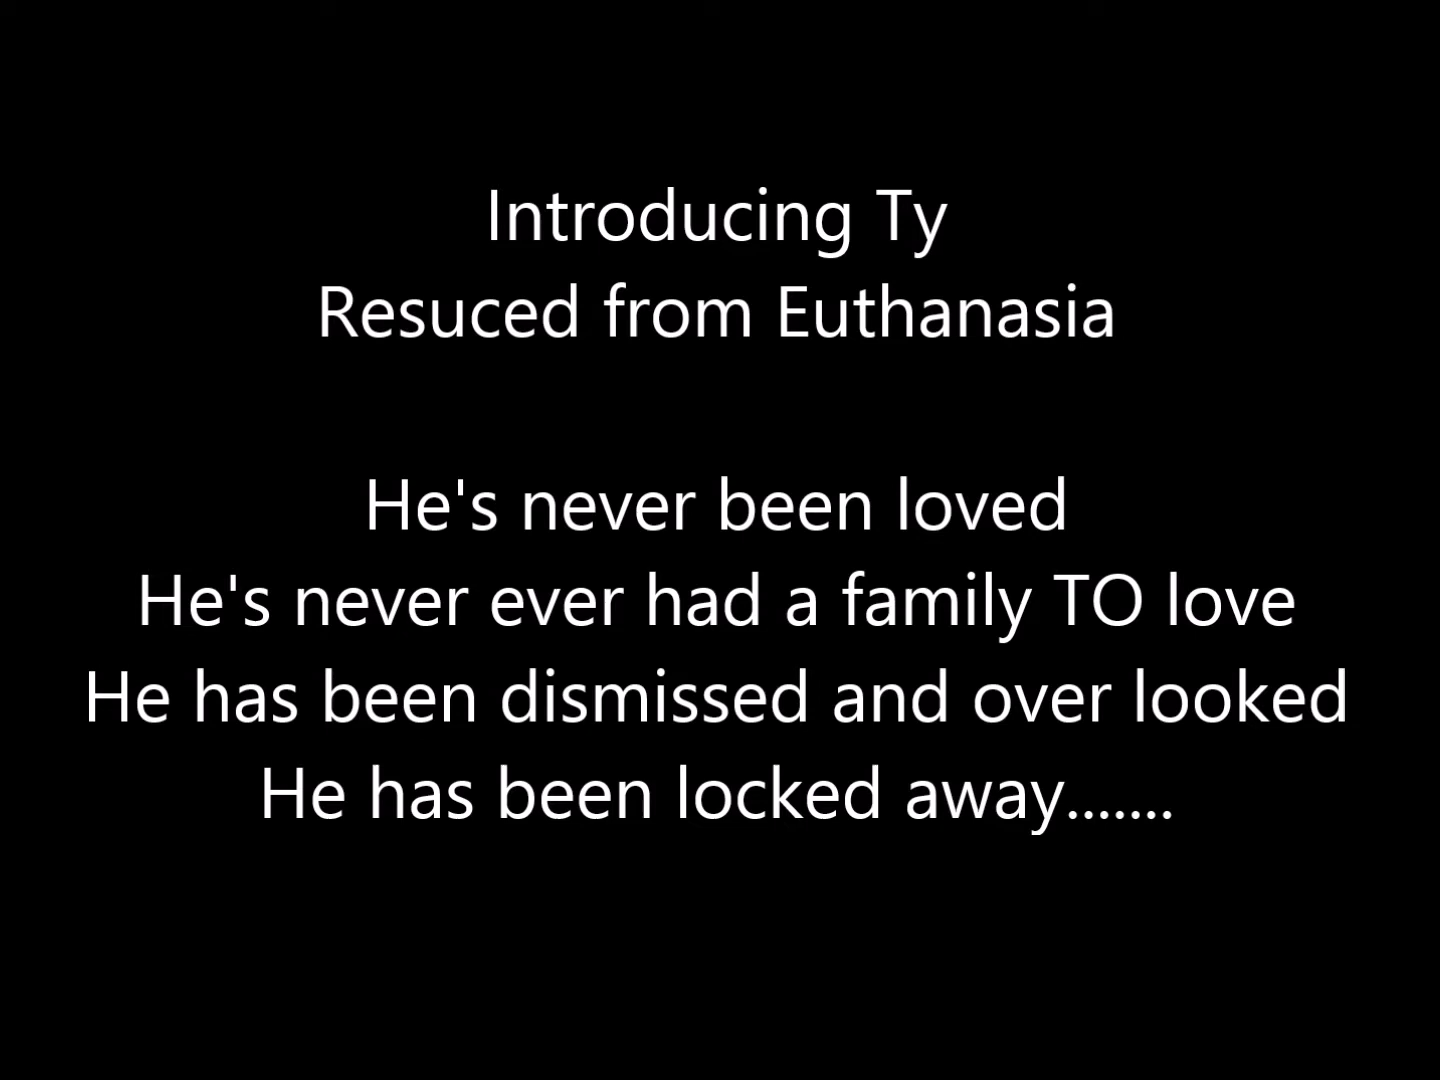 Introducing Ty
Resuced from Euthanasia
He's never been loved
He's never ever had a family TO love
He has been dismissed and over looked
He has been locked away.......